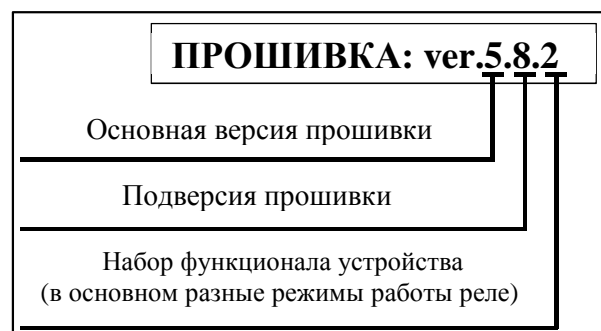 ПРОШИВКА: ver.5.8.2
Основная версия прошивки
Подверсия прошивки
Набор функционала устройства
(в основном разные режимы работы реле)